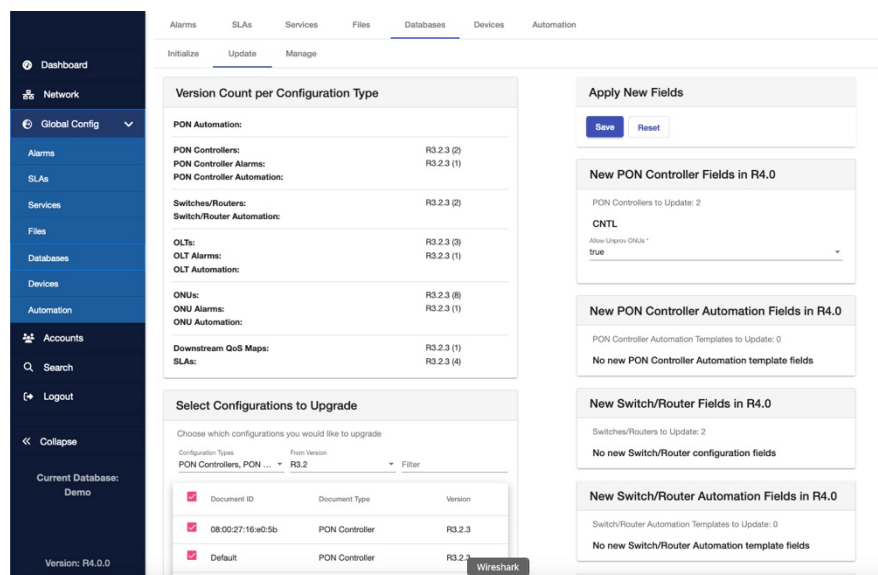 Alarms SLAs Services Files Databases Devices Automation
Initialize Update Manage
Dashboard
Network
Global Config
Alarms
SLAs
Services
Files
Databases
Devices
Automation
Accounts
Search
Logout
Collapse
Current Database:
Demo
Version: R4.0.0
Version Count per Configuration Type
PON Automation:
PON Controllers: R3.2.3 (2)
PON Controller Alarms: R3.2.3 (1)
PON Controller Automation:
Switches/Routers: R3.2.3 (2)
Switch/Router Automation:
OLTs: R3.2.3 (3)
OLT Alarms: R3.2.3 (1)
OLT Automation:
ONUs: R3.2.3 (8)
ONU Alarms: R3.2.3 (1)
ONU Automation:
Downstream QoS Maps: R3.2.3 (1)
SLAs: R3.2.3 (4)
Select Configurations to Upgrade
Choose which configurations you would like to upgrade
Configuration Types From Version
PON Controllers, PON ... R3.2 Filter
Document ID Document Type Version
08:00:27:16:e0:5b PON Controller R3.2.3
Default PON Controller R3.2.3
Wireshark
Apply New Fields
Save Reset
New PON Controller Fields in R4.0
PON Controllers to Update: 2
CNTL
Allow Unprov ONUs *
true
New PON Controller Automation Fields in R4.0
PON Controller Automation Templates to Update: 0
No new PON Controller Automation template fields
New Switch/Router Fields in R4.0
Switches/Routers to Update: 2
No new Switch/Router configuration fields
New Switch/Router Automation Fields in R4.0
Switch/Router Automation Templates to Update: 0
No new Switch/Router Automation template fields